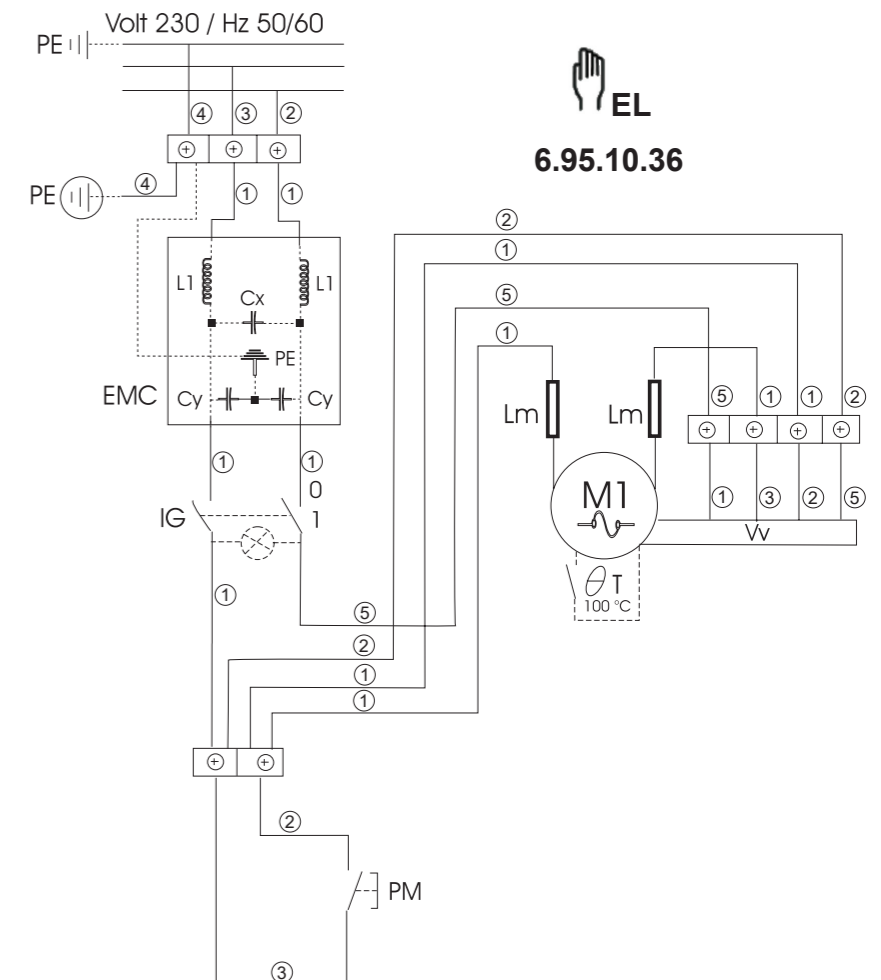 Volt 230 / Hz 50/60
PE
EL
6.95.10.36
④ ③ ②
PE ④
① ①
②
①
⑤
①
L1 L1
Cx
PE
EMC Cy Cy
Lm Lm
⑤ ① ① ②
M1
① ③ ② ⑤
Vv
① ①
0
IG 1
θ T
100 °C
①
⑤
②
①
①
②
PM
③